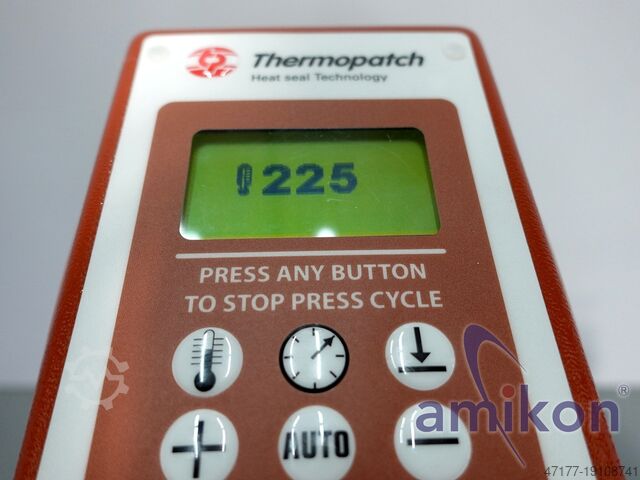 Thermopatch
Heat seal Technology
225
PRESS ANY BUTTON
TO STOP PRESS CYCLE
AUTO
amikon®
47177-19108741